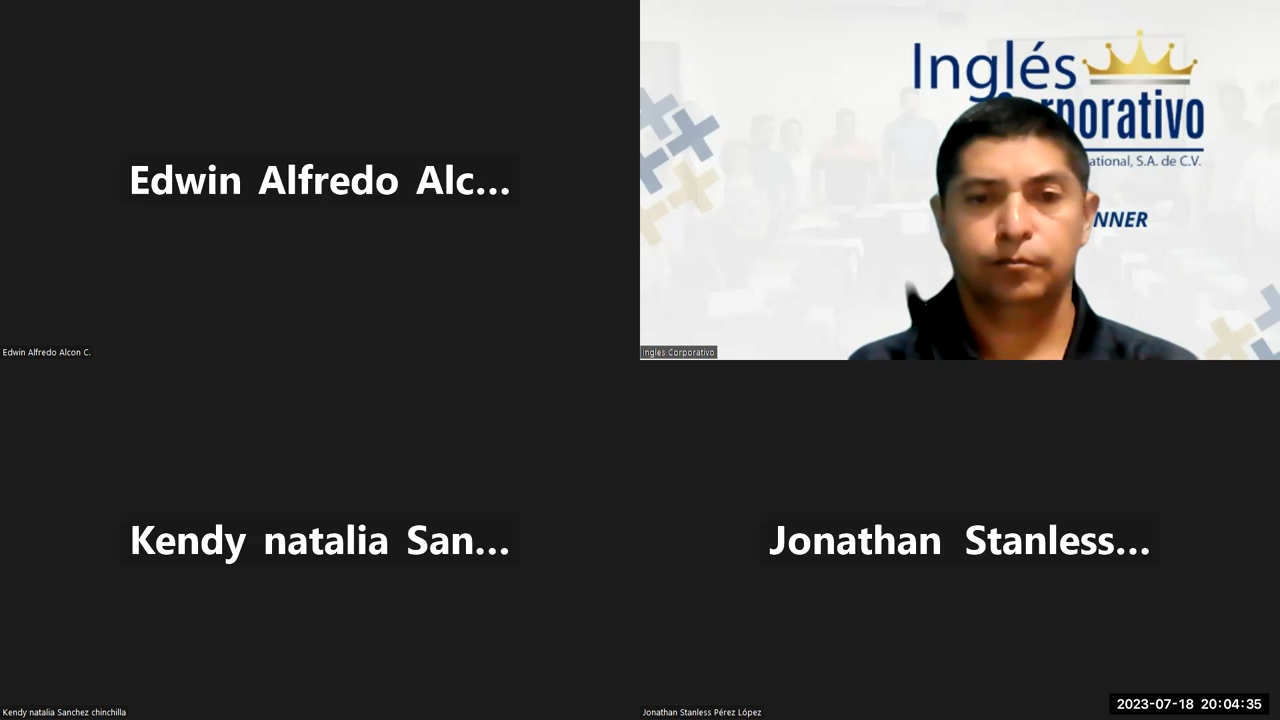 Edwin Alfredo Alc...
Edwin Alfredo Alcon C.
Inglés
rporativo
ational, S.A. de C.V.
NNER
Ingles Corporativo
Kendy natalia San...
Kendy natalia Sanchez chinchilla
Jonathan Stanless...
Jonathan Stanless Pérez López
2023-07-18 20:04:35